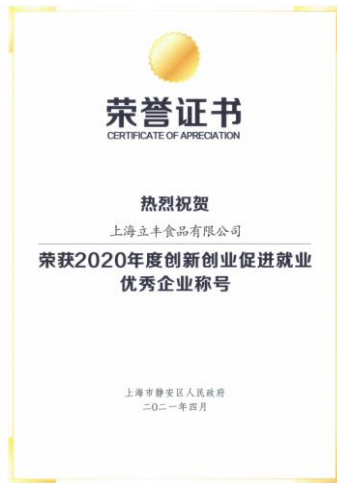 荣誉证书
CERTIFICATE OF APRECIATION
热烈祝贺
上海立丰食品有限公司
荣获2020年度创新创业促进就业
优秀企业称号
上海市静安区人民政府
二〇二一年四月